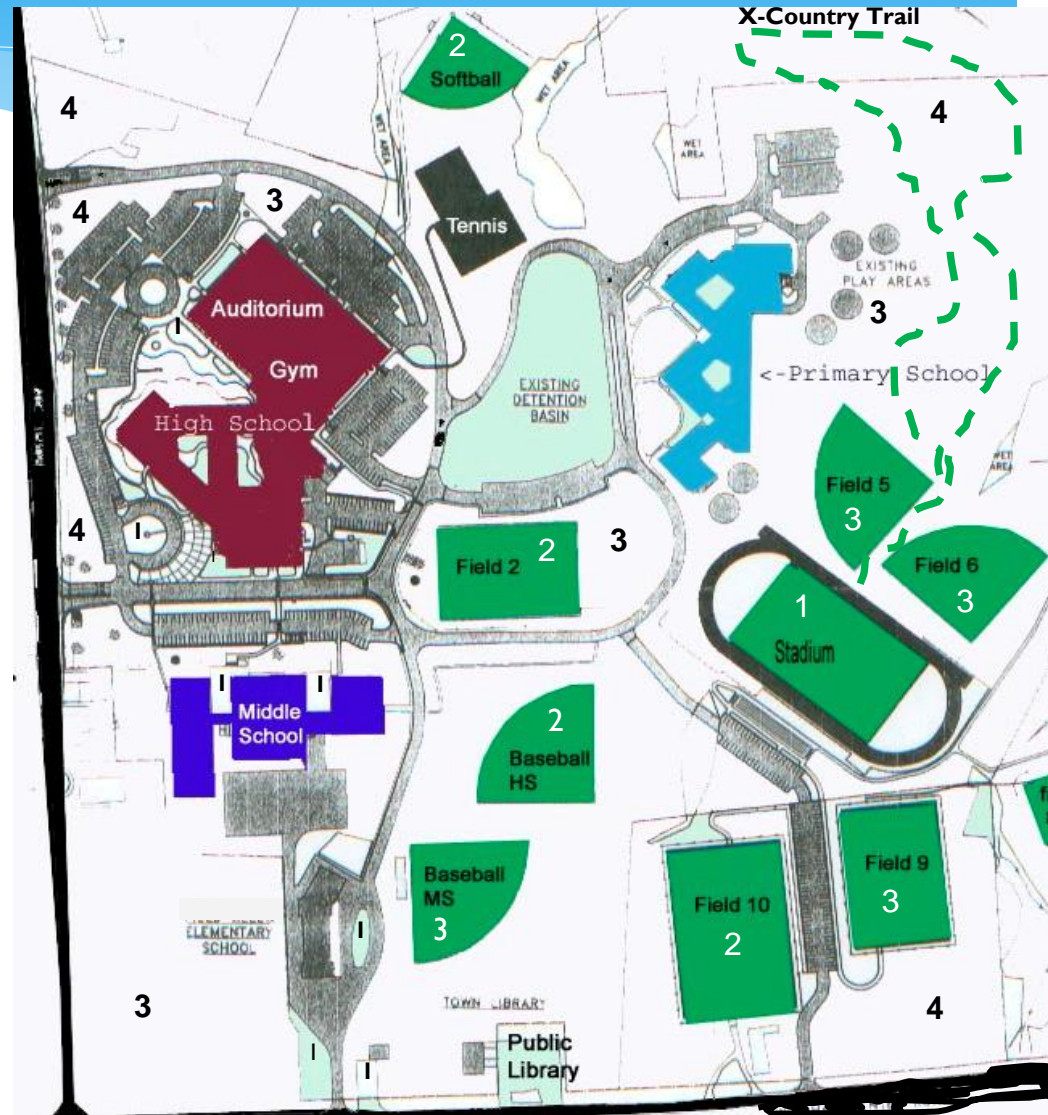 X-Country Trail
2
Softball
WET AREA
WET AREA
4
4
WET
AREA
3
4
Tennis
EXISTING
PLAY AREAS
3
Auditorium
I
Gym
<-Primary School
EXISTING
DETENTION
BASIN
High School
WET
AREA
Field 5
3
4
I
I
3
2
Field 2
Field 6
3
1
Stadium
I
I
Middle
School
2
Baseball
HS
Baseball
MS
3
Field 9
3
Field 10
2
I
ELEMENTARY
SCHOOL
3
TOWN LIBRARY
4
Public
Library
I
I